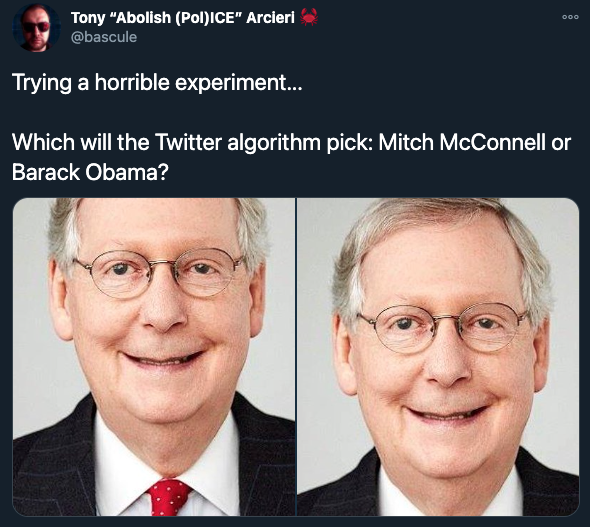 Tony “Abolish (Pol)ICE” Arcieri 🦀
@bascule
Trying a horrible experiment...
Which will the Twitter algorithm pick: Mitch McConnell or
Barack Obama?